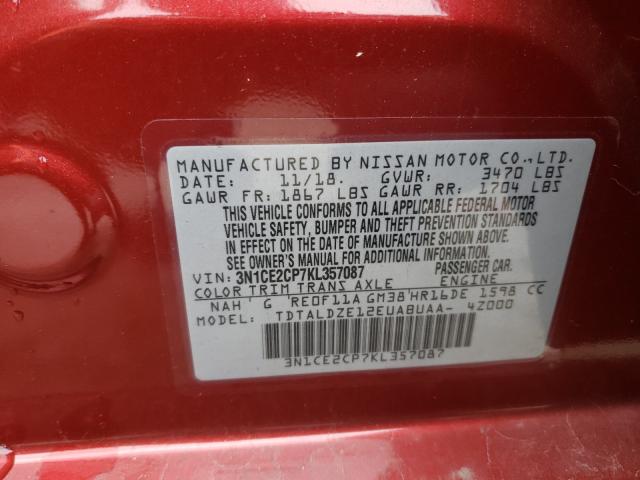 MANUFACTURED BY NISSAN MOTOR CO.,LTD.
DATE: 11/18. GVWR: 3470 LBS
GAWR FR: 1867 LBS GAWR RR: 1704 LBS
THIS VEHICLE CONFORMS TO ALL APPLICABLE FEDERAL MOTOR
VEHICLE SAFETY, BUMPER AND THEFT PREVENTION STANDARDS
IN EFFECT ON THE DATE OF MANUFACTURE SHOWN ABOVE.
SEE OWNER'S MANUAL FOR ADDITIONAL INFORMATION.
VIN: 3N1CE2CP7KL357087 PASSENGER CAR.
COLOR TRIM TRANS AXLE ENGINE
NAH G RE0F11A GM38 HR16DE 1598 CC
MODEL: TDTALDZE12EUA8UAA- 4Z000
3N1CE2CP7KL357087